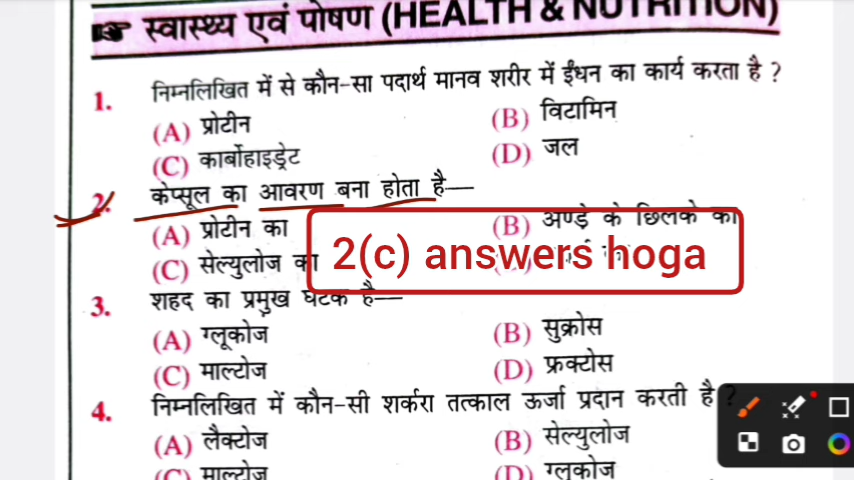 स्वास्थ्य एवं पोषण (HEALTH & NUTRITION)
1. निम्नलिखित में से कौन-सा पदार्थ मानव शरीर में ईंधन का कार्य करता है ?
(A) प्रोटीन (B) विटामिन
(C) कार्बोहाइड्रेट (D) जल
2. केप्सूल का आवरण बना होता है—
(A) प्रोटीन का (B) अण्डे के छिलके का
(C) सेल्युलोज का
2(c) answers hoga
3. शहद का प्रमुख घटक है—
(A) ग्लूकोज (B) सुक्रोस
(C) माल्टोज (D) फ्रक्टोस
4. निम्नलिखित में कौन-सी शर्करा तत्काल ऊर्जा प्रदान करती है ?
(A) लैक्टोज (B) सेल्युलोज
(C) माल्टोज (D) ग्लूकोज